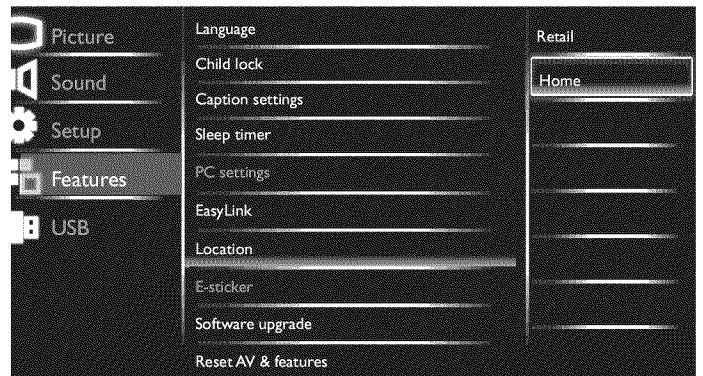 Picture
Sound
Setup
Features
USB
Language
Child lock
Caption settings
Sleep timer
PC settings
EasyLink
Location
E-sticker
Software upgrade
Reset AV & features
Retail
Home